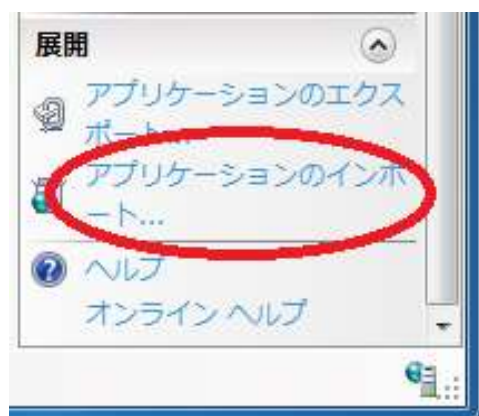 展開
アプリケーションのエクス
ポート...
アプリケーションのインポ
ート...
ヘルプ
オンライン ヘルプ